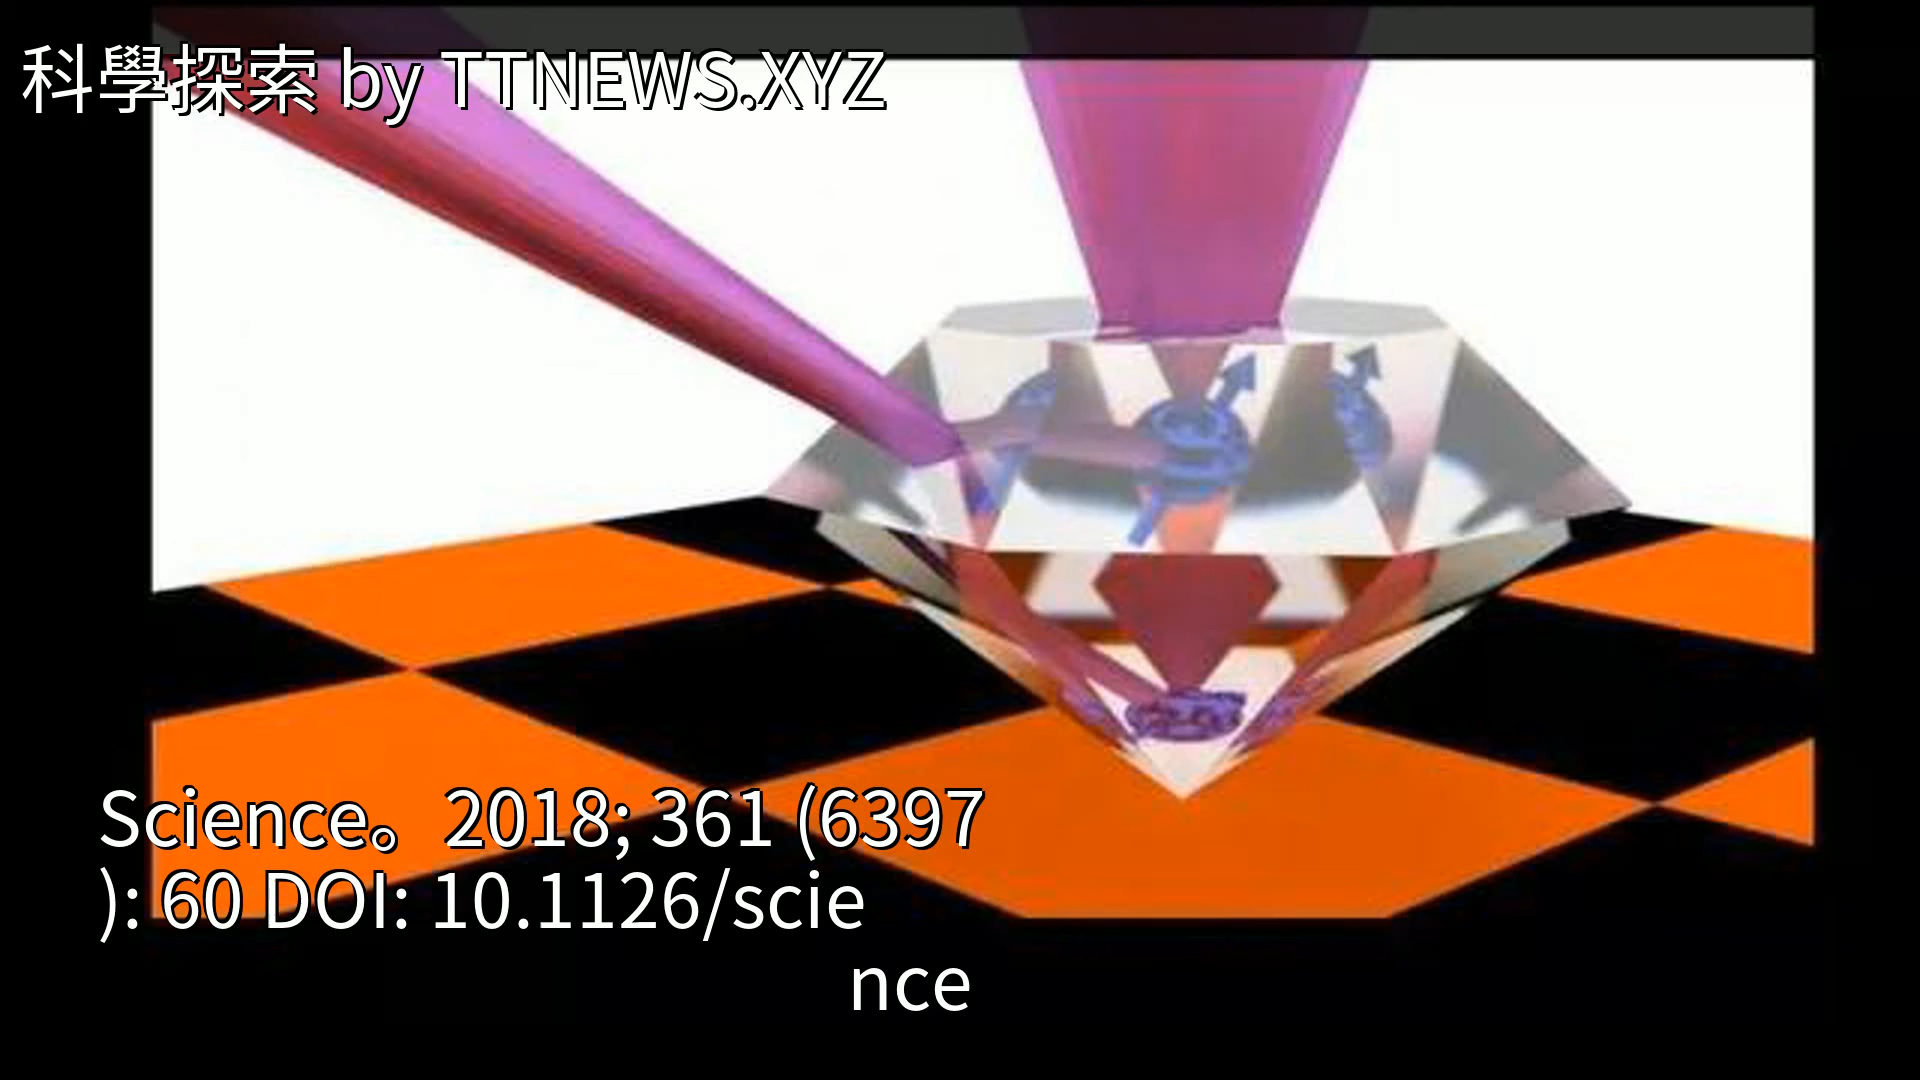 科學探索 by TTNEWS.XYZ
Science。2018; 361 (6397
): 60 DOI: 10.1126/scie
nce